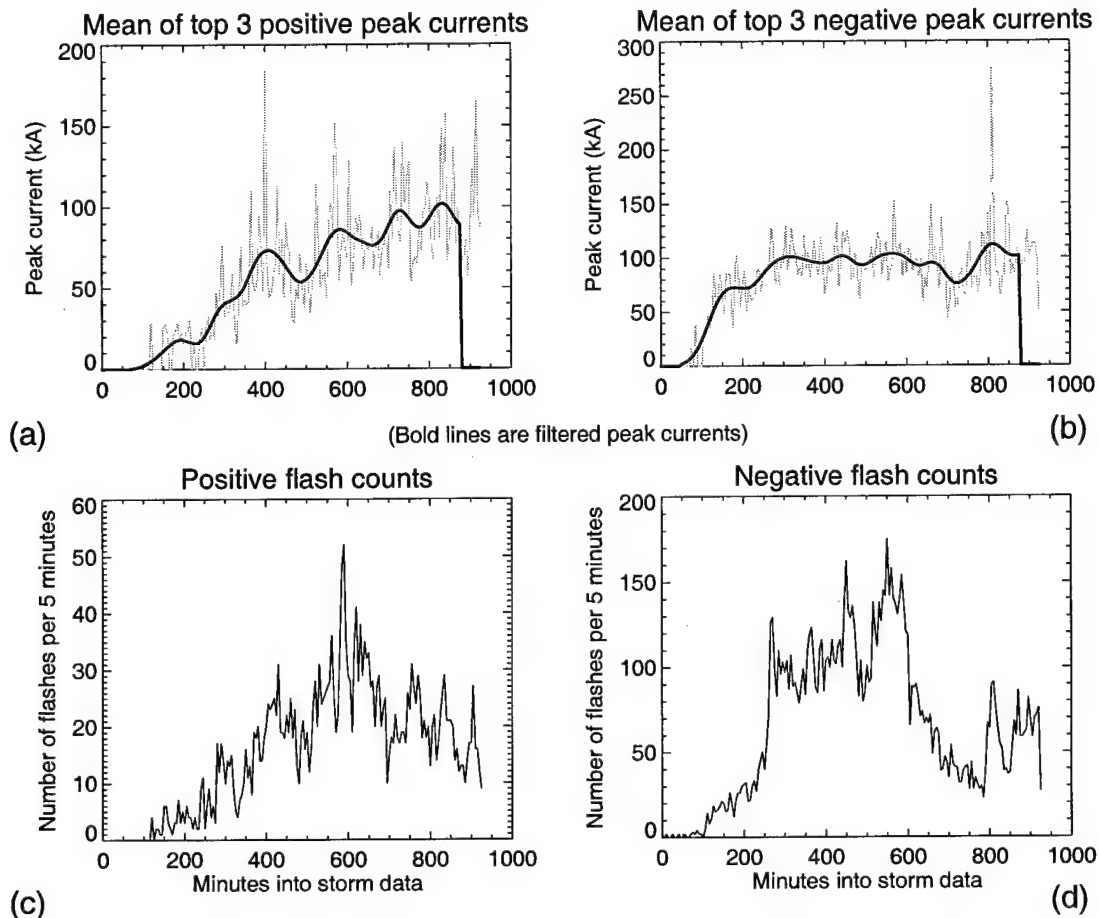 Mean of top 3 positive peak currents
200
150
100
50
0
Peak current (kA)
0 200 400 600 800 1000
(a)
Mean of top 3 negative peak currents
300
250
200
150
100
50
0
Peak current (kA)
0 200 400 600 800 1000
(b)
(Bold lines are filtered peak currents)
Positive flash counts
60
50
40
30
20
10
0
Number of flashes per 5 minutes
0 200 400 600 800 1000
Minutes into storm data
(c)
Negative flash counts
200
150
100
50
0
Number of flashes per 5 minutes
0 200 400 600 800 1000
Minutes into storm data
(d)